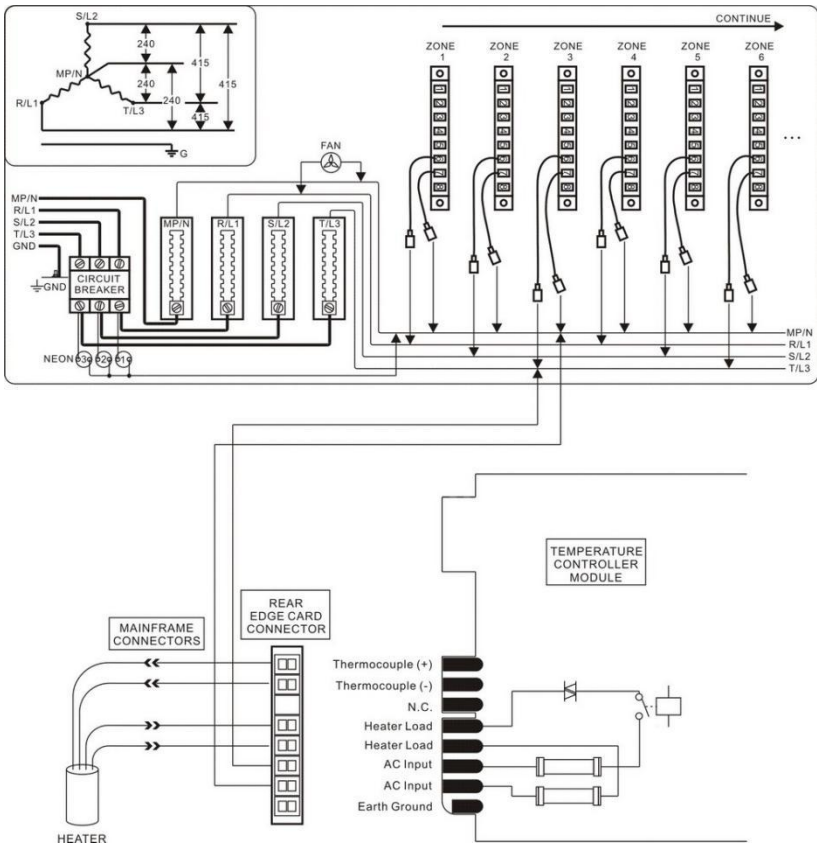 S/L2
240
415
415
MP/N
240
240
R/L1
T/L3
415
G
CONTINUE
ZONE
1
ZONE
2
ZONE
3
ZONE
4
ZONE
5
ZONE
6
...
FAN
MP/N
R/L1
S/L2
T/L3
GND
GND
CIRCUIT
BREAKER
NEON
3
2
1
MP/N
R/L1
S/L2
T/L3
MP/N
R/L1
S/L2
T/L3
TEMPERATURE
CONTROLLER
MODULE
MAINFRAME
CONNECTORS
REAR
EDGE CARD
CONNECTOR
Thermocouple (+)
Thermocouple (-)
N.C.
Heater Load
Heater Load
AC Input
AC Input
Earth Ground
HEATER